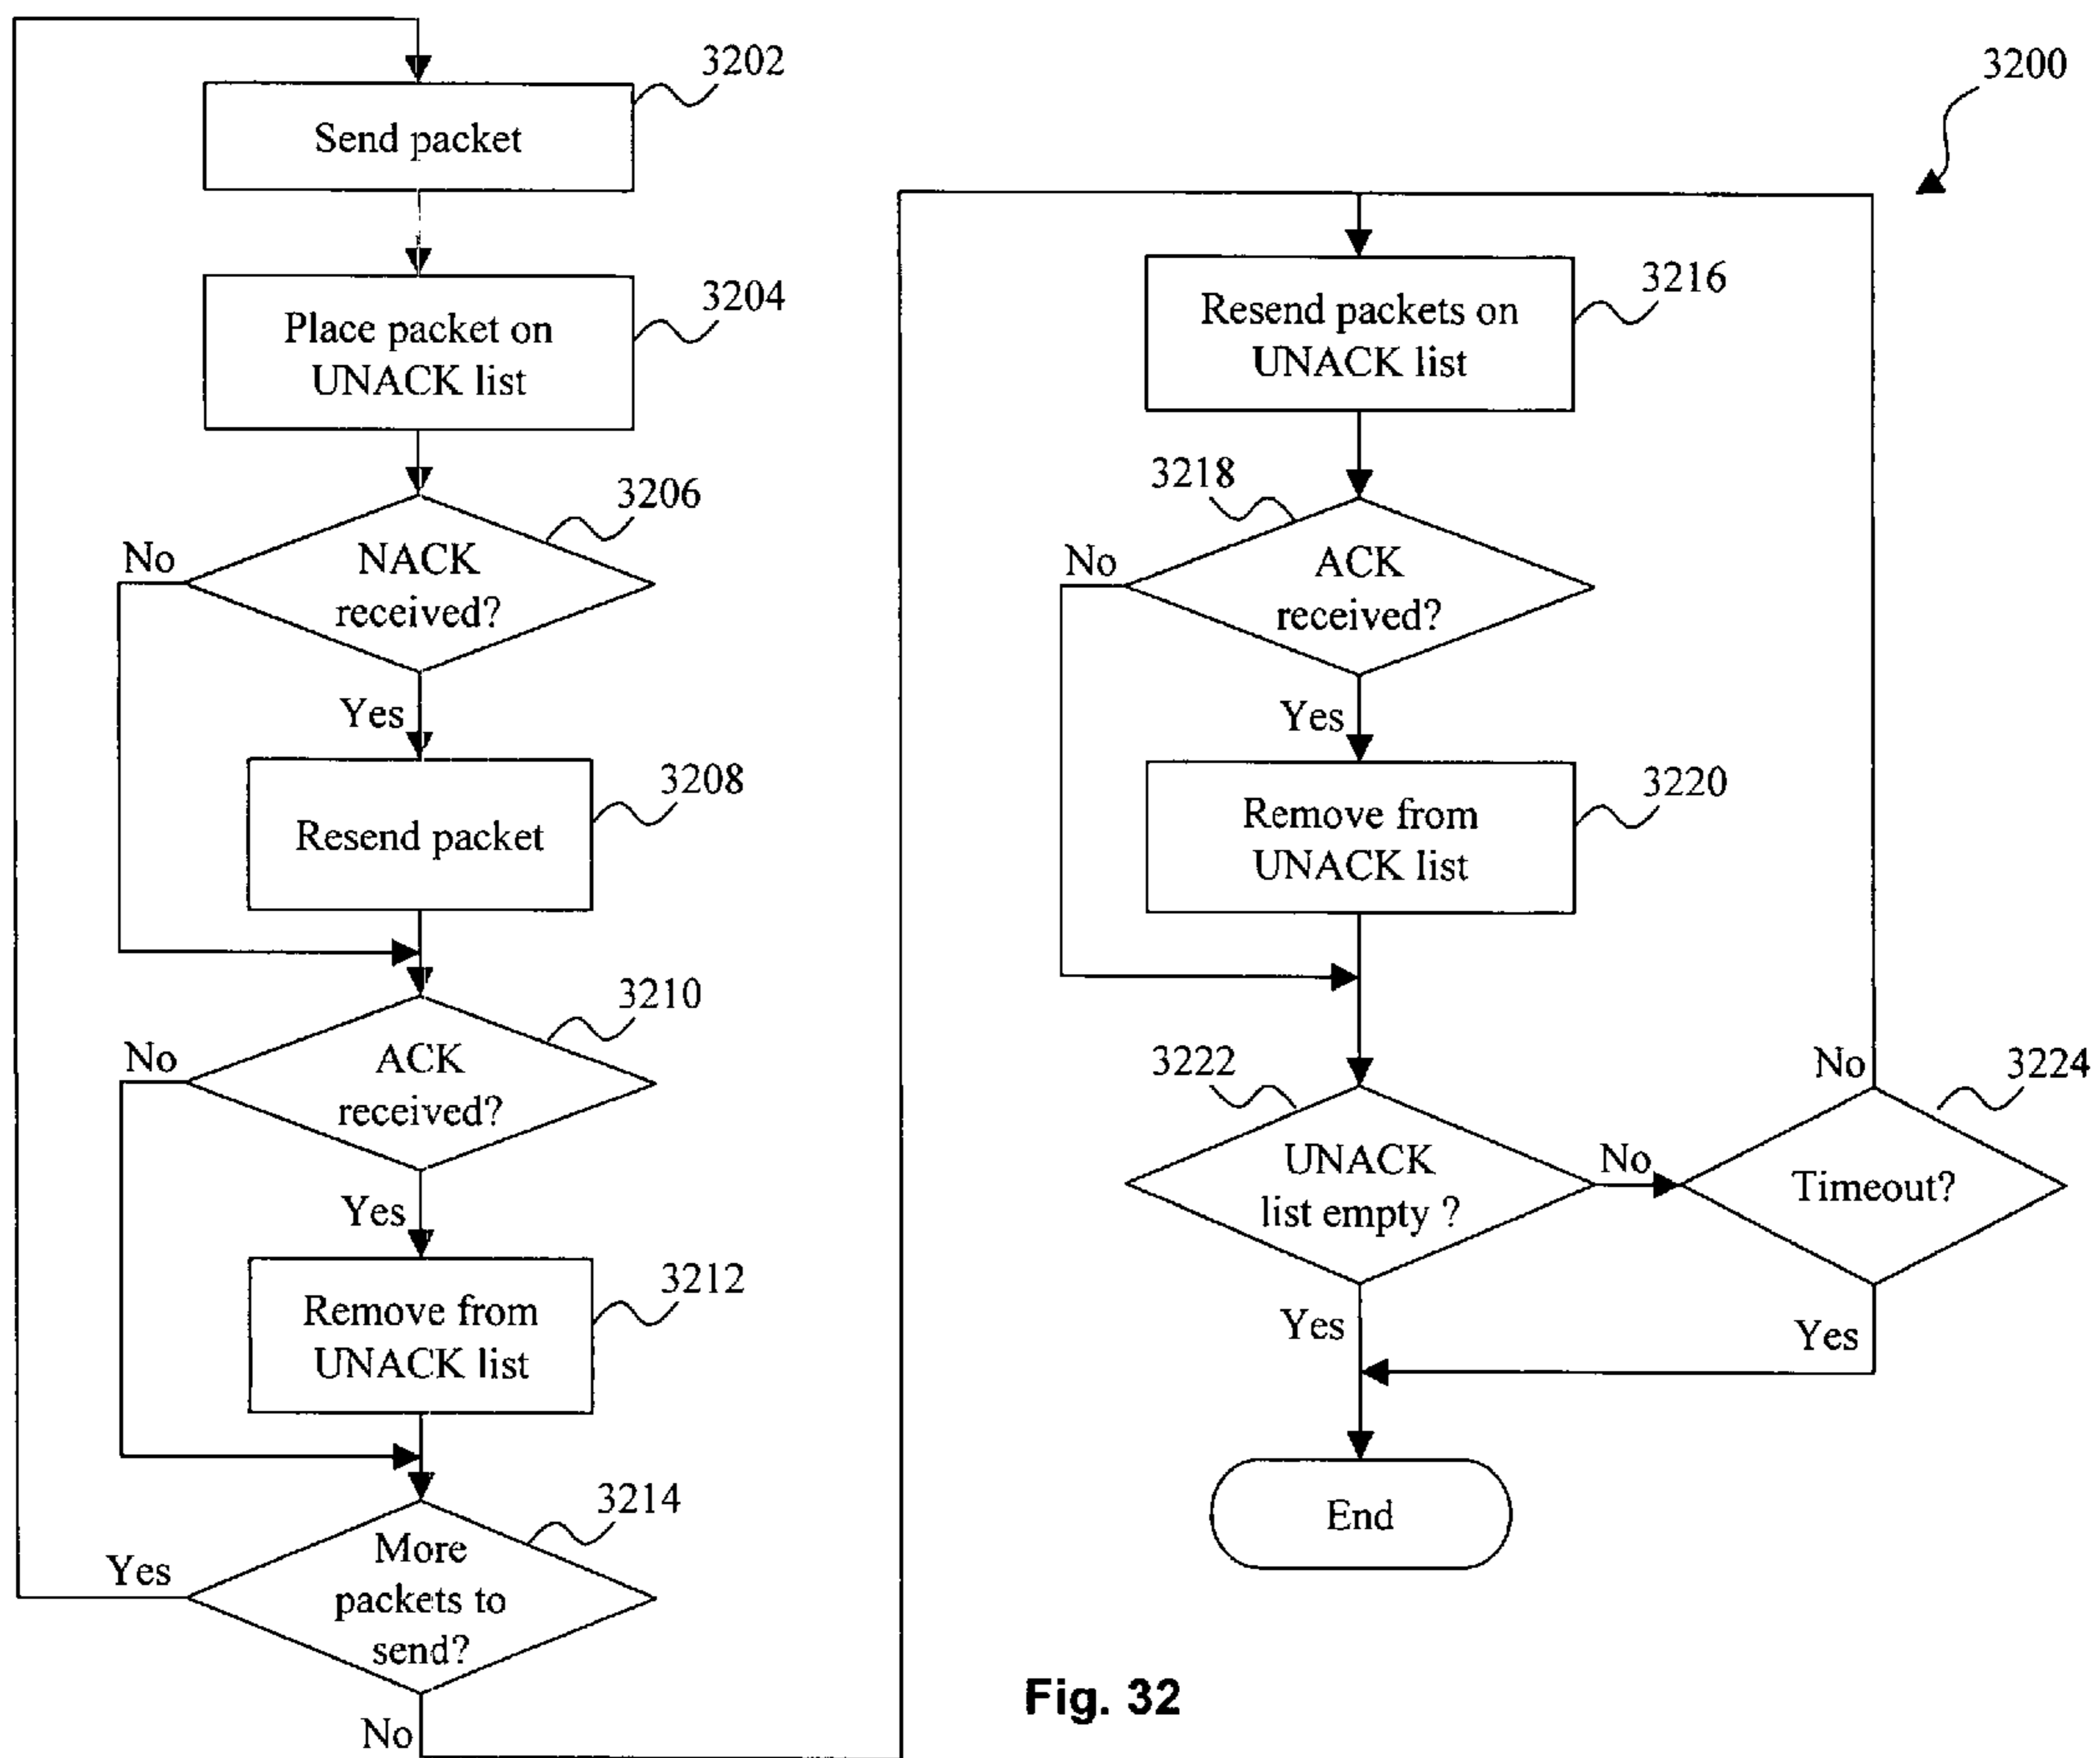 3202
Send packet
3204
Place packet on
UNACK list
3206
NACK
received?
No
Yes
3208
Resend packet
3210
ACK
received?
No
Yes
3212
Remove from
UNACK list
3214
More
packets to
send?
Yes
No
3200
3216
Resend packets on
UNACK list
3218
ACK
received?
No
Yes
3220
Remove from
UNACK list
3222
UNACK
list empty ?
No
Yes
3224
Timeout?
No
Yes
End
Fig. 32